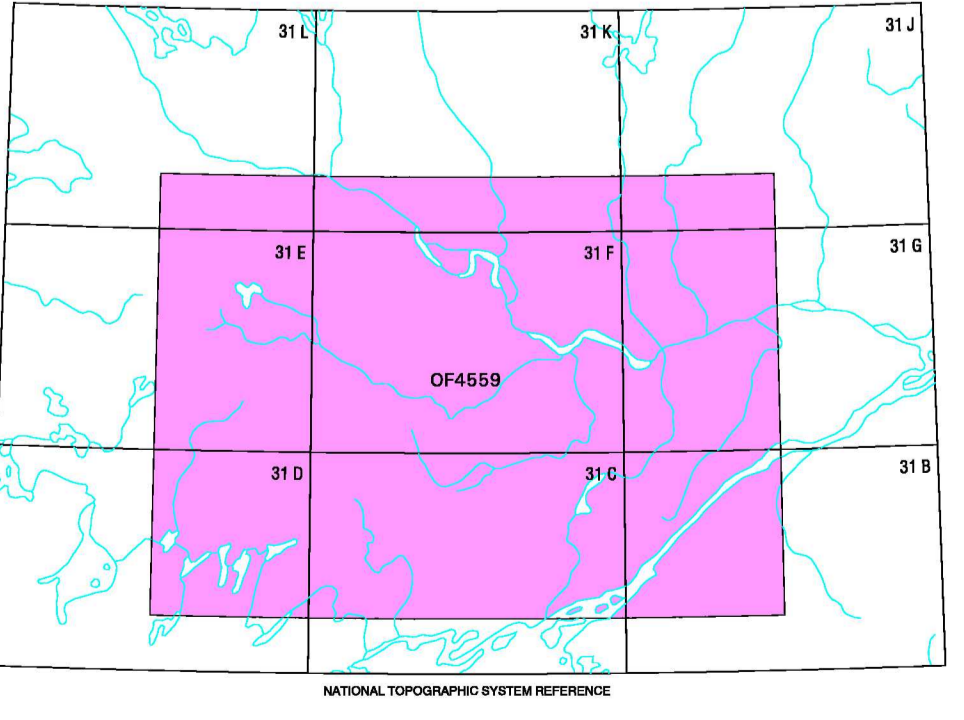 31 L
31 K
31 J
31 E
31 F
31 G
OF4559
31 D
31 C
31 B
NATIONAL TOPOGRAPHIC SYSTEM REFERENCE